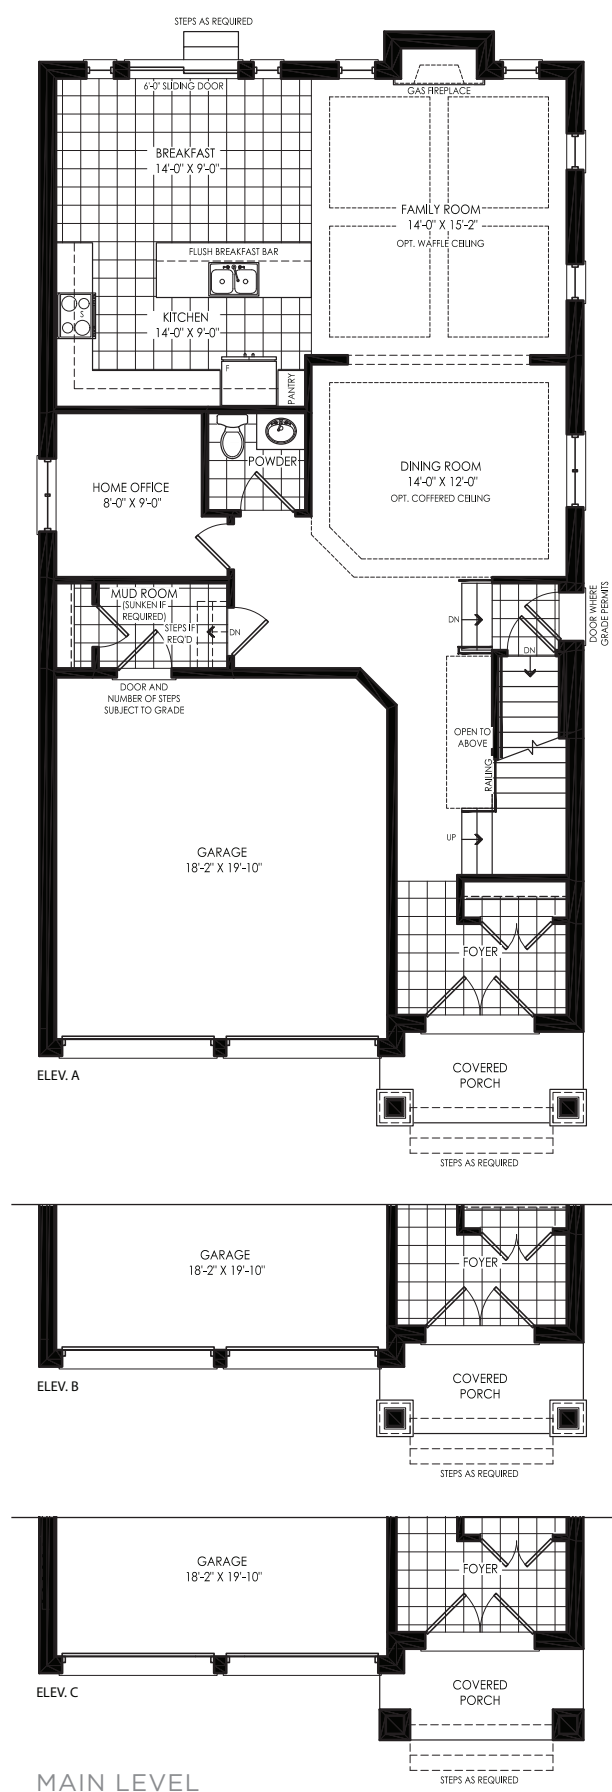 STEPS AS REQUIRED
6'-0" SLIDING DOOR
GAS FIREPLACE
BREAKFAST
14'-0" X 9'-0"
FAMILY ROOM
14'-0" X 15'-2"
OPT. WAFFLE CEILING
FLUSH BREAKFAST BAR
S
KITCHEN
14'-0" X 9'-0"
F
PANTRY
POWDER
DINING ROOM
14'-0" X 12'-0"
OPT. COFFERED CEILING
HOME OFFICE
8'-0" X 9'-0"
MUD ROOM
(SUNKEN IF
REQUIRED)
STEPS IF
REQ'D
DN
DN
DN
DOOR WHERE
GRADE PERMITS
DOOR AND
NUMBER OF STEPS
SUBJECT TO GRADE
OPEN TO
ABOVE
RAILING
UP
GARAGE
18'-2" X 19'-10"
FOYER
COVERED
PORCH
ELEV. A
STEPS AS REQUIRED
GARAGE
18'-2" X 19'-10"
FOYER
COVERED
PORCH
ELEV. B
STEPS AS REQUIRED
GARAGE
18'-2" X 19'-10"
FOYER
COVERED
PORCH
ELEV. C
STEPS AS REQUIRED
MAIN LEVEL